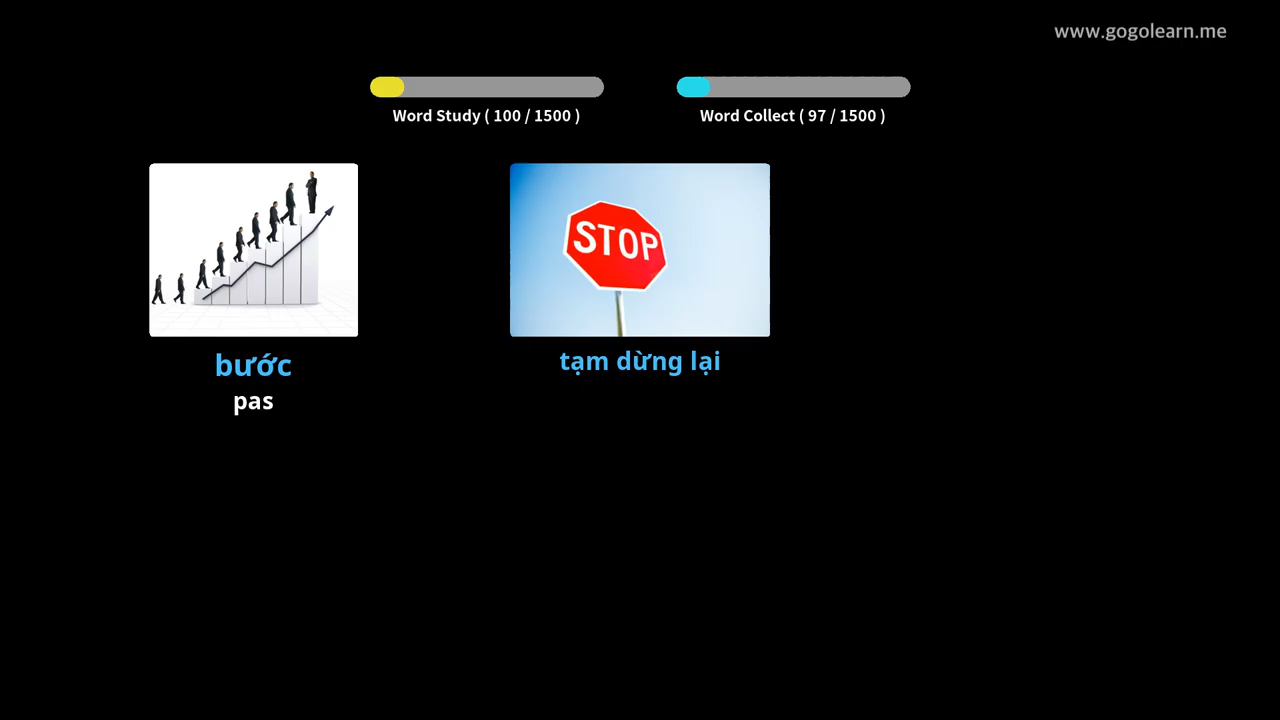 www.gogolearn.me
Word Study ( 100 / 1500 )
Word Collect ( 97 / 1500 )
STOP
bước
pas
tạm dừng lại